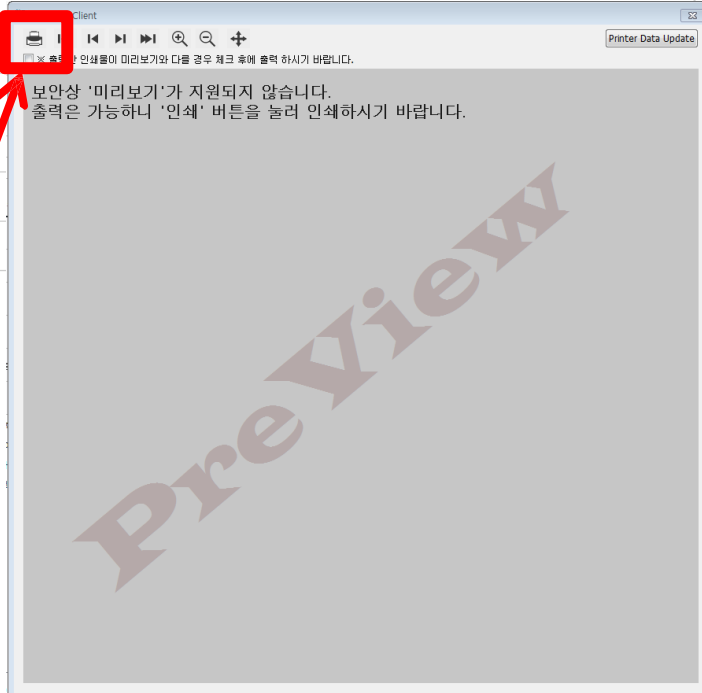 Client
Printer Data Update
※ 출력 인쇄물이 미리보기와 다를 경우 체크 후에 출력 하시기 바랍니다.
보안상 '미리보기'가 지원되지 않습니다.
출력은 가능하니 '인쇄' 버튼을 눌러 인쇄하시기 바랍니다.
PreView